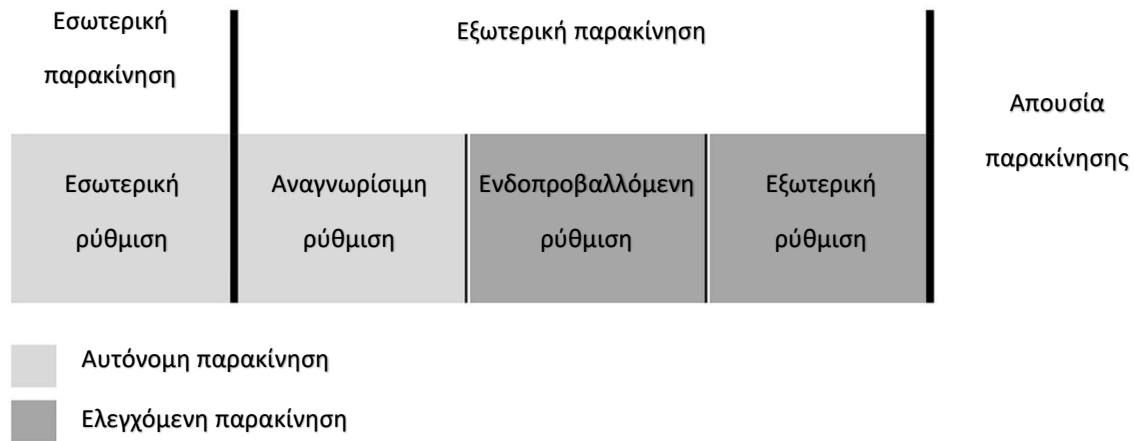 Εσωτερική
παρακίνηση
Εξωτερική παρακίνηση
Απουσία
παρακίνησης
Εσωτερική
ρύθμιση
Αναγνωρίσιμη
ρύθμιση
Ενδοπροβαλλόμενη
ρύθμιση
Εξωτερική
ρύθμιση
Αυτόνομη παρακίνηση
Ελεγχόμενη παρακίνηση